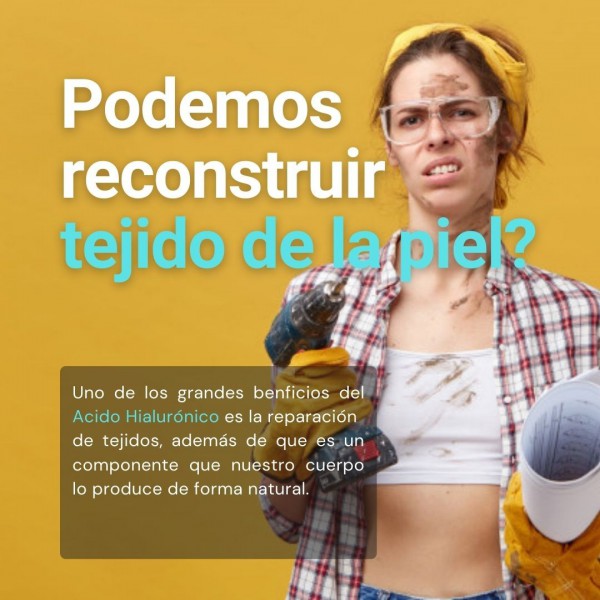 Podemos
reconstruir
tejido de la piel?
Uno de los grandes benficios del
Acido Hialurónico es la reparación
de tejidos, además de que es un
componente que nuestro cuerpo
lo produce de forma natural.